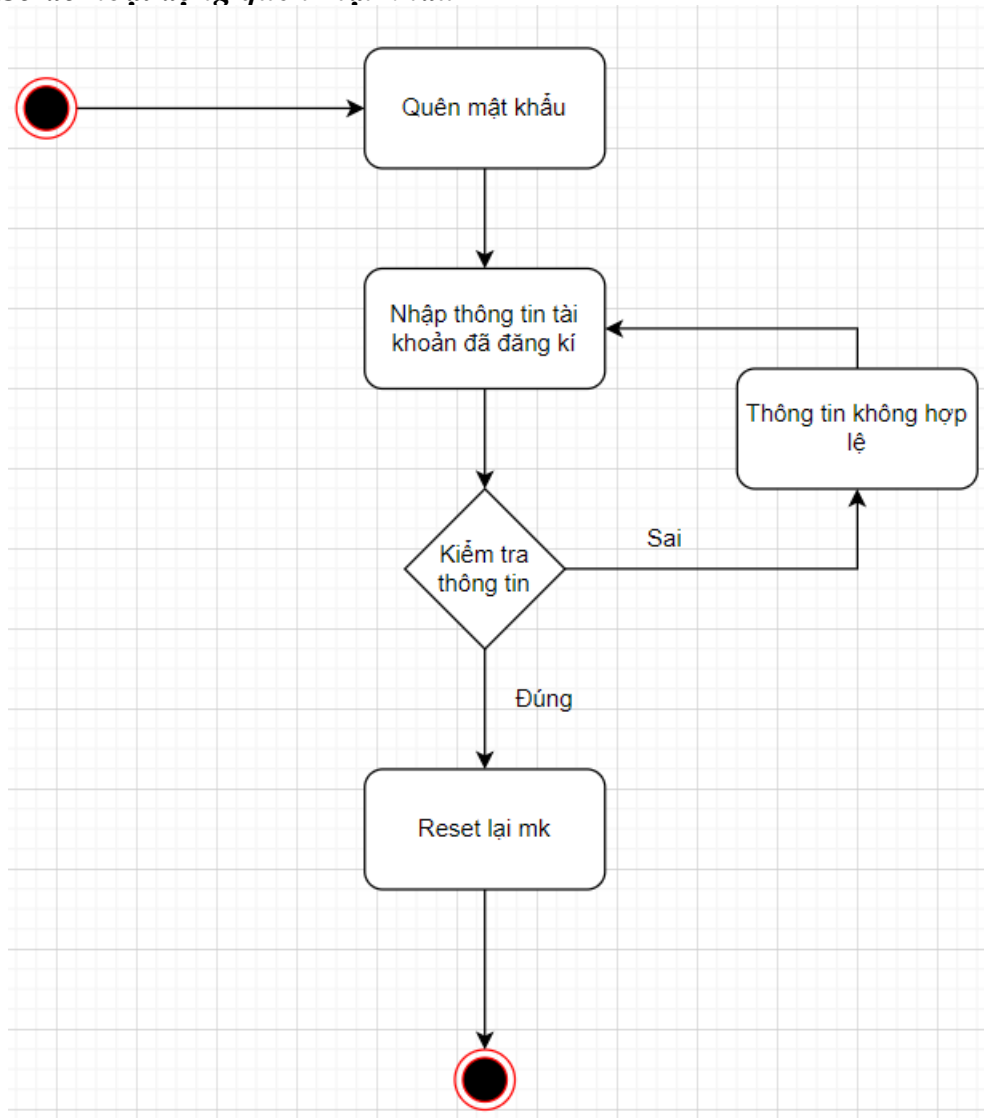 Quên mật khẩu
Nhập thông tin tài
khoản đã đăng kí
Thông tin không hợp
lệ
Kiểm tra
thông tin
Sai
Đúng
Reset lại mk